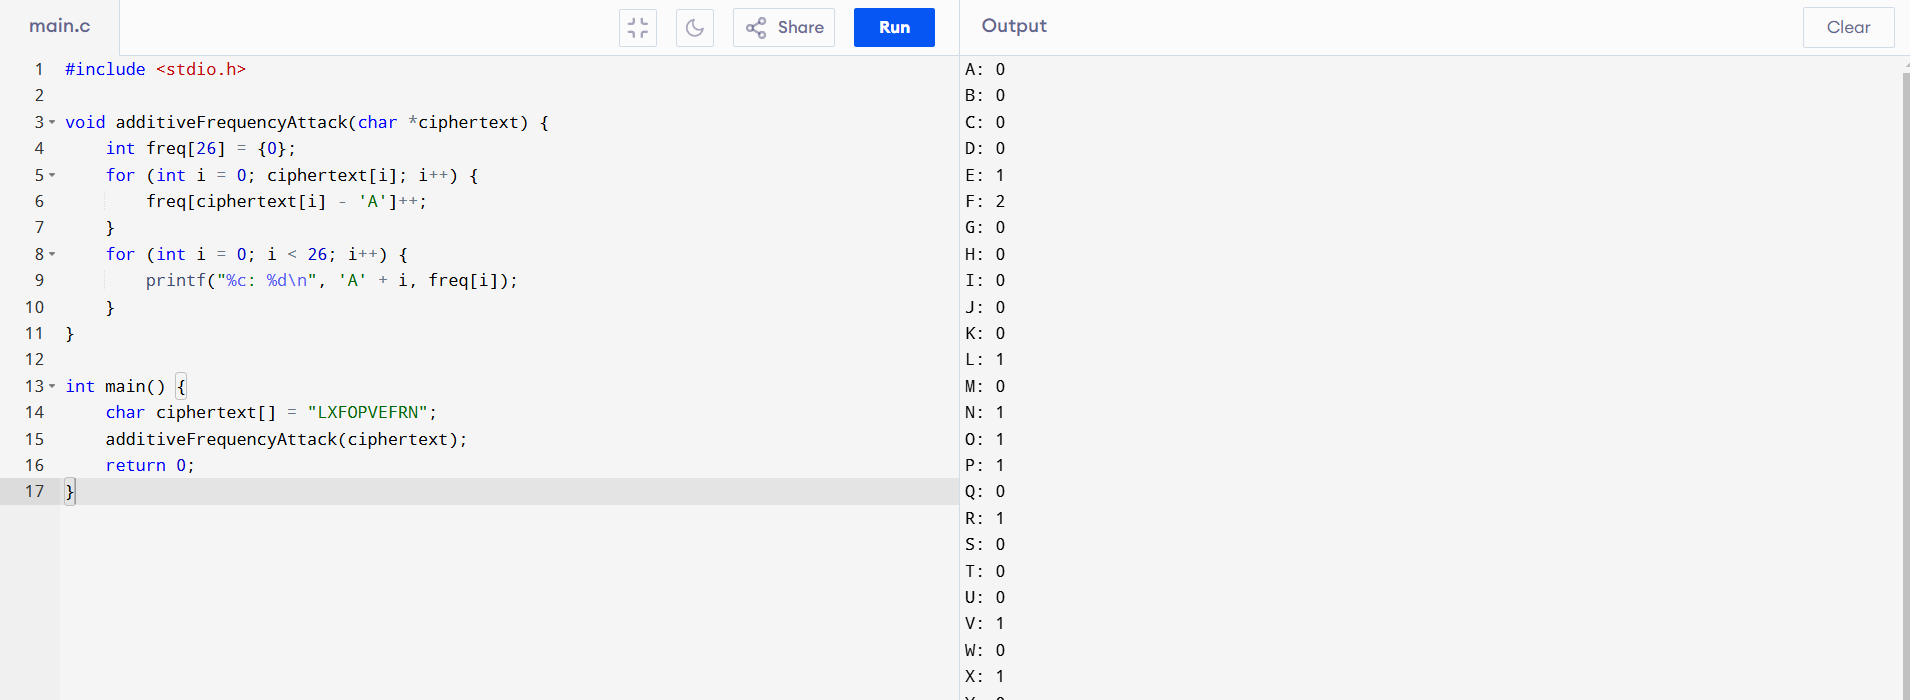 main.c
Share
Run
Output
Clear
1 #include <stdio.h>
2
3 void additiveFrequencyAttack(char *ciphertext) {
4     int freq[26] = {0};
5     for (int i = 0; ciphertext[i]; i++) {
6         freq[ciphertext[i] - 'A']++;
7     }
8     for (int i = 0; i < 26; i++) {
9         printf("%c: %d\n", 'A' + i, freq[i]);
10     }
11 }
12
13 int main() {
14     char ciphertext[] = "LXFOPVEFRN";
15     additiveFrequencyAttack(ciphertext);
16     return 0;
17 }
A: 0
B: 0
C: 0
D: 0
E: 1
F: 2
G: 0
H: 0
I: 0
J: 0
K: 0
L: 1
M: 0
N: 1
O: 1
P: 1
Q: 0
R: 1
S: 0
T: 0
U: 0
V: 1
W: 0
X: 1